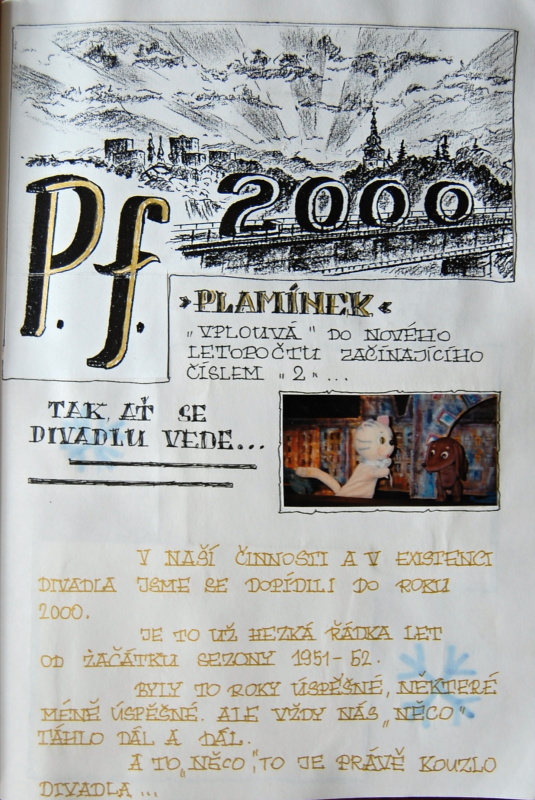 P.f. 2000
›PLAMÍNEK‹
„VPLOUVÁ" DO NOVÉHO
LETOPOČTU ZAČÍNAJÍCÍHO
ČÍSLEM „2"...
TAK, AŤ SE
DIVADLU VEDE...
V NAŠÍ ČINNOSTI A V EXISTENCI
DIVADLA JSME SE DOPÍDILI DO ROKU
2000.
JE TO UŽ HEZKÁ ŘÁDKA LET
OD ZAČÁTKU SEZONY 1951-52.
BYLY TO ROKY ÚSPĚŠNÉ, NĚKTERÉ
MÉNĚ ÚSPĚŠNÉ. ALE VŽDY NÁS „NĚCO"
TÁHLO DÁL A DÁL.
A TO „NĚCO", TO JE PRÁVĚ KOUZLO
DIVADLA...